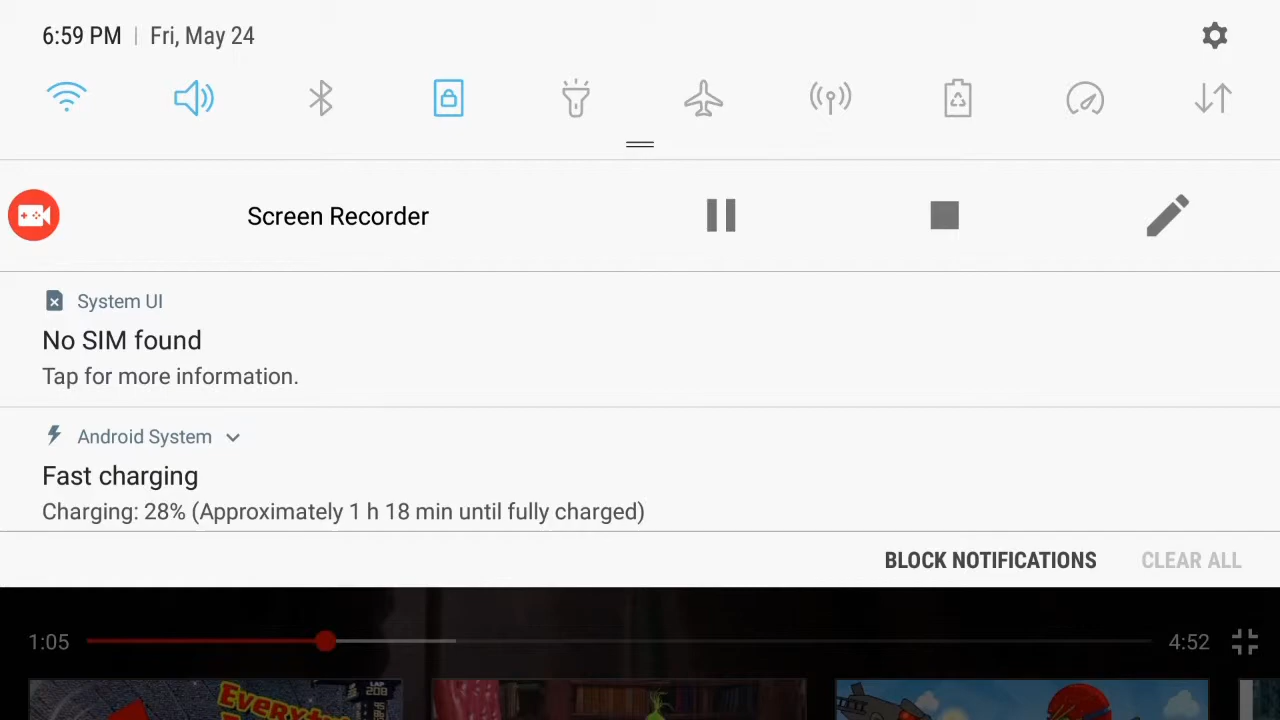 6:59 PM | Fri, May 24
Screen Recorder
System UI
No SIM found
Tap for more information.
Android System
Fast charging
Charging: 28% (Approximately 1 h 18 min until fully charged)
BLOCK NOTIFICATIONS CLEAR ALL
1:05 4:52
LAP
208